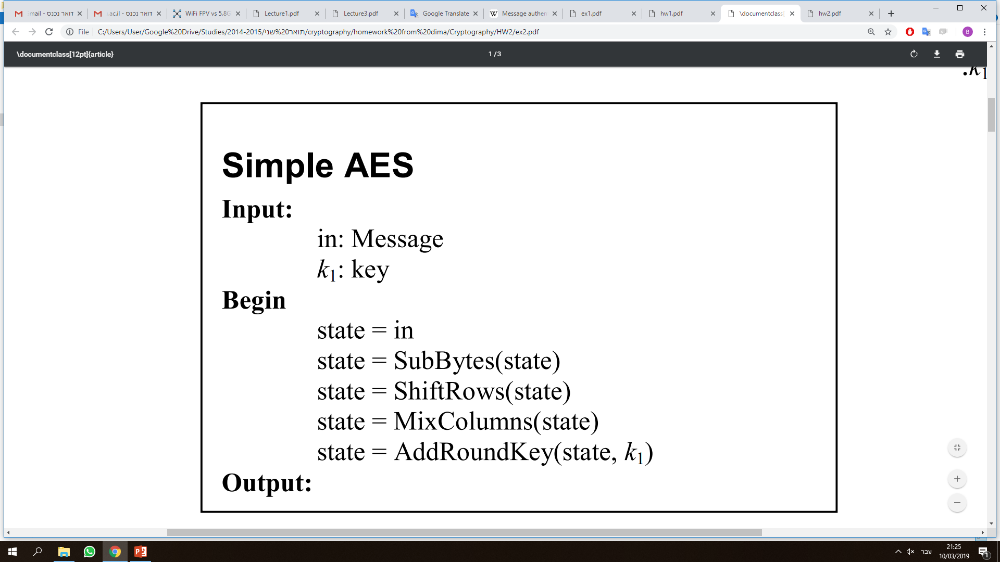 imail - דואר נכנס
.ac.il - דואר נכנס
WiFi FPV vs 5.8G
Lecture1.pdf
Lecture3.pdf
Google Translate
Message authen
ex1.pdf
hw1.pdf
\documentclass[
hw2.pdf
File
C:/Users/User/Google%20Drive/Studies/2014-2015/תואר%20שני/cryptography/homework%20from%20dima/Cryptography/HW2/ex2.pdf
B
\documentclass[12pt]{article}
1 / 3
.k1
Simple AES
Input:
in: Message
k1: key
Begin
state = in
state = SubBytes(state)
state = ShiftRows(state)
state = MixColumns(state)
state = AddRoundKey(state, k1)
Output:
עבר
21:25
10/03/2019
1